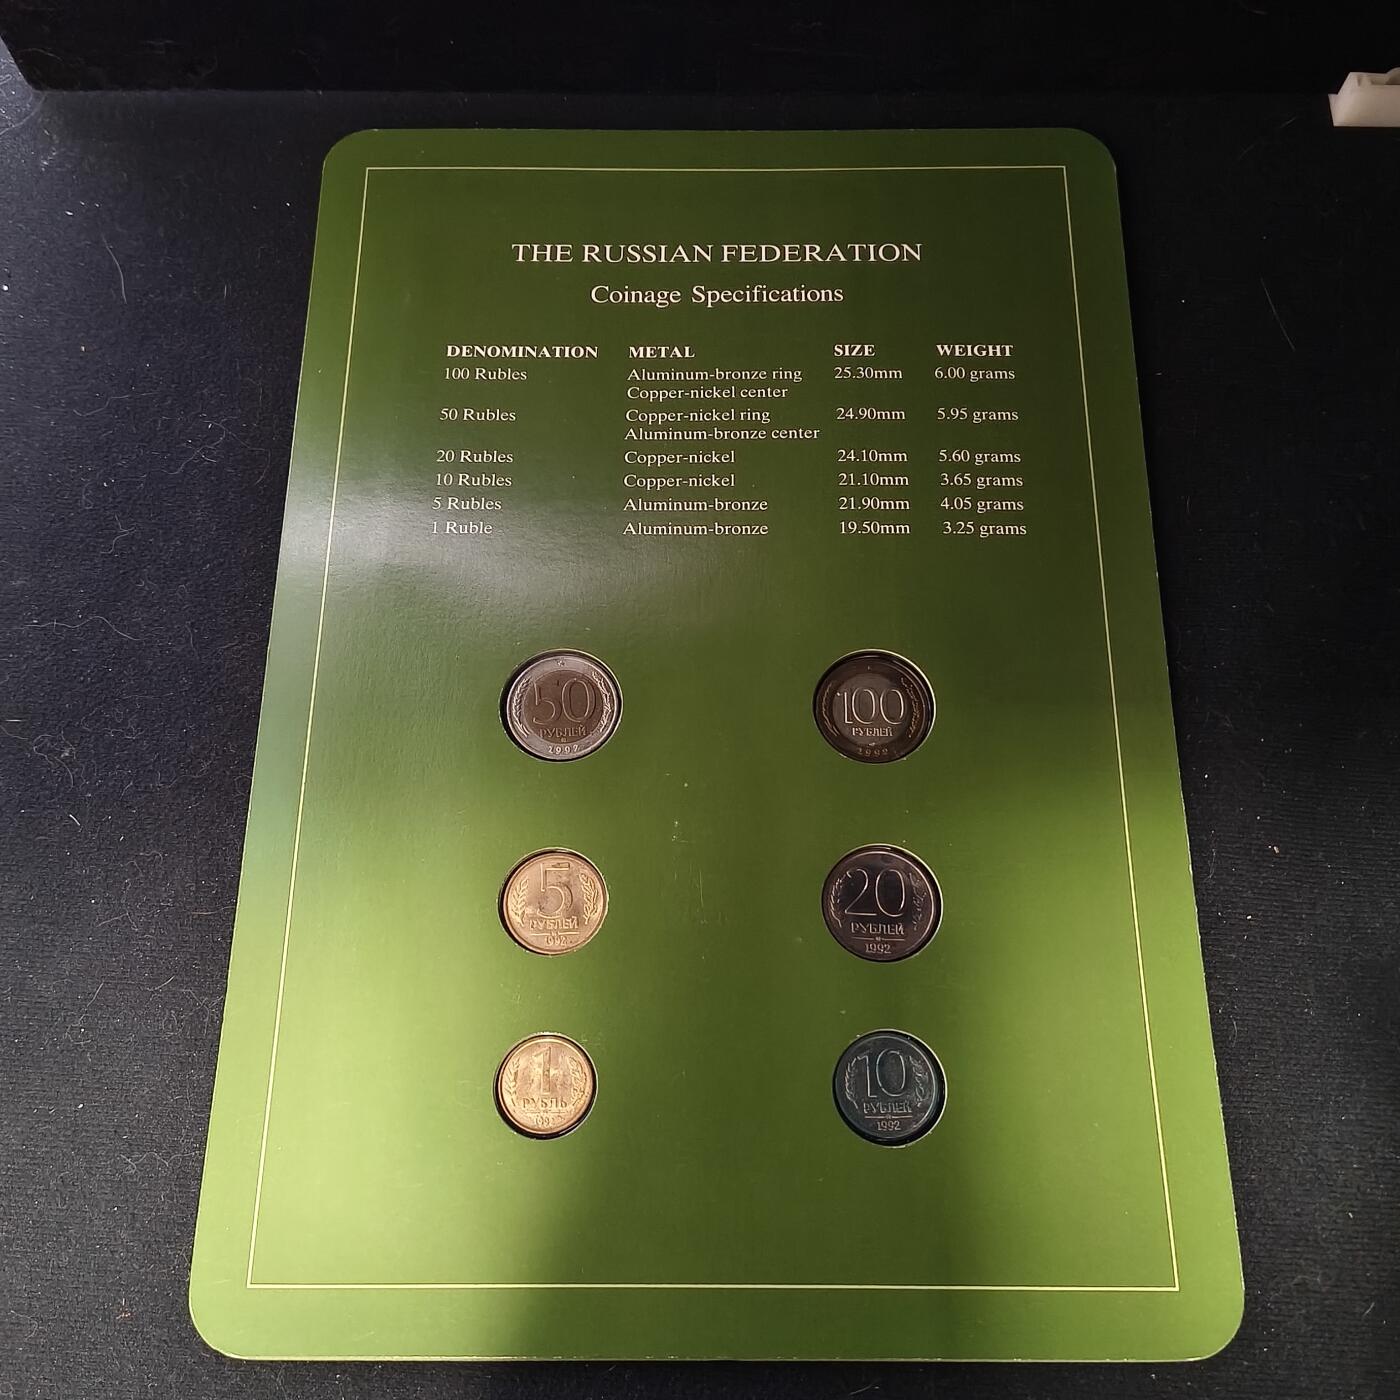 THE RUSSIAN FEDERATION
Coinage Specifications
DENOMINATION METAL SIZE WEIGHT
100 Rubles Aluminum-bronze ring 25.30mm 6.00 grams
Copper-nickel center
50 Rubles Copper-nickel ring 24.90mm 5.95 grams
Aluminum-bronze center
20 Rubles Copper-nickel 24.10mm 5.60 grams
10 Rubles Copper-nickel 21.10mm 3.65 grams
5 Rubles Aluminum-bronze 21.90mm 4.05 grams
1 Ruble Aluminum-bronze 19.50mm 3.25 grams
50
РУБЛЕЙ
1992
100
РУБЛЕЙ
1992
5
РУБЛЕЙ
1992
20
РУБЛЕЙ
1992
1
РУБЛЬ
1992
10
РУБЛЕЙ
1992